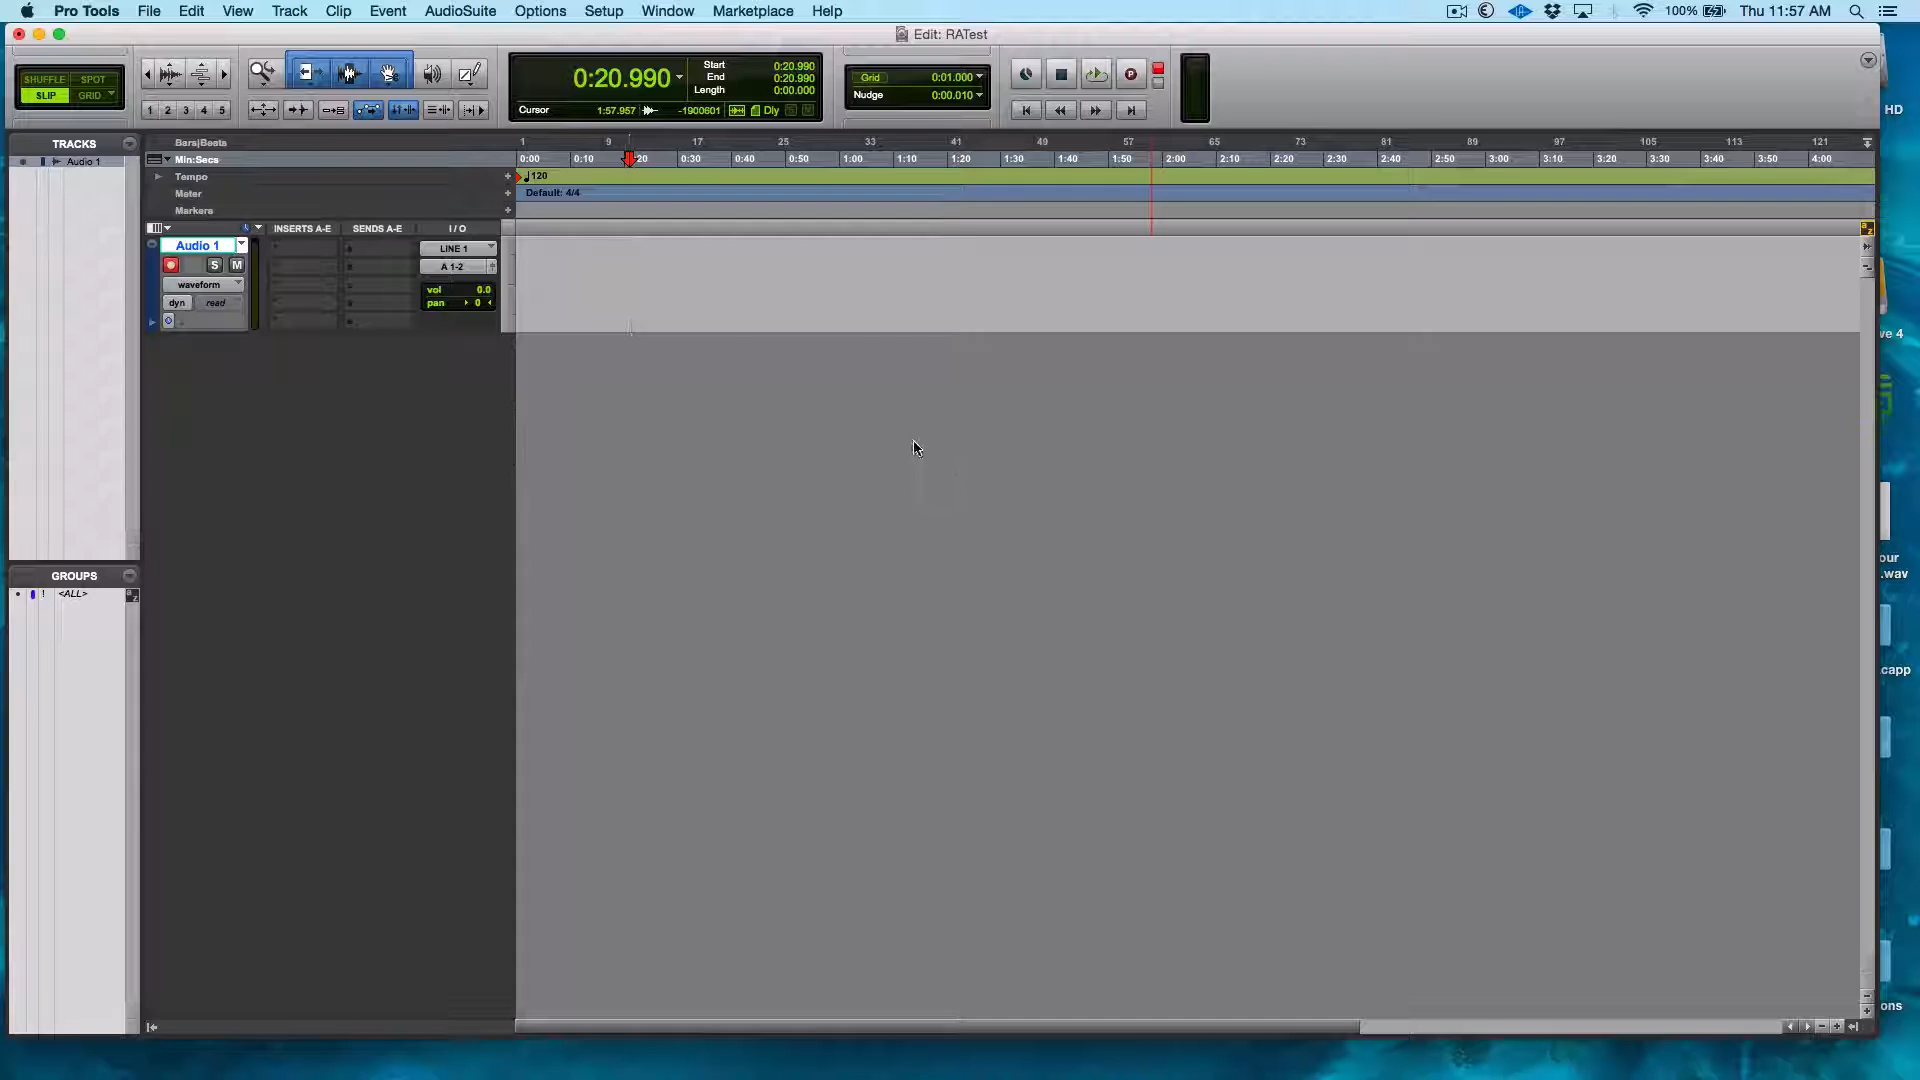 Pro Tools File Edit View Track Clip Event AudioSuite Options Setup Window Marketplace Help 100% Thu 11:57 AM
Edit: RATest
SHUFFLE SPOT
SLIP GRID
1 2 3 4 5
0:20.990
Start 0:20.990
End 0:20.990
Length 0:00.000
Cursor 1:57.957 -1900601 Dly
Grid 0:01.000
Nudge 0:00.010
P
HD
TRACKS
Audio 1
Bars|Beats 1 9 17 25 33 41 49 57 65 73 81 89 97 105 113 121
Min:Secs 0:00 0:10 20 0:30 0:40 0:50 1:00 1:10 1:20 1:30 1:40 1:50 2:00 2:10 2:20 2:30 2:40 2:50 3:00 3:10 3:20 3:30 3:40 3:50 4:00
Tempo 120
Meter Default: 4/4
Markers
INSERTS A-E SENDS A-E I / O
Audio 1
S M
waveform
dyn read
LINE 1
A 1-2
vol 0.0
pan 0
ve 4
our
.wav
GROUPS
! <ALL>
a z
.capp
ons